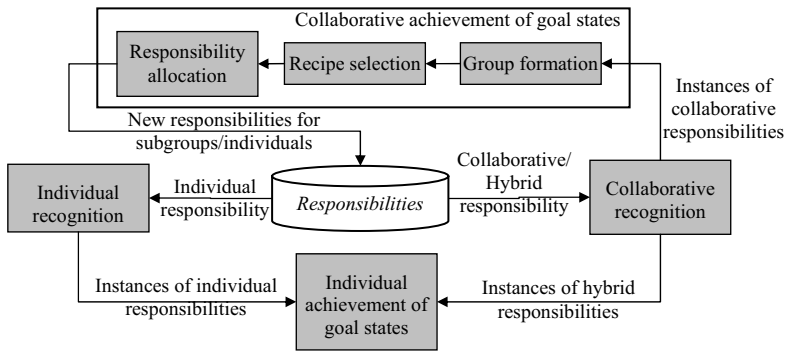 Collaborative achievement of goal states
Responsibility
allocation
Recipe selection
Group formation
Instances of
collaborative
responsibilities
New responsibilities for
subgroups/individuals
Individual
recognition
Individual
responsibility
Responsibilities
Collaborative/
Hybrid
responsibility
Collaborative
recognition
Instances of individual
responsibilities
Individual
achievement of
goal states
Instances of hybrid
responsibilities